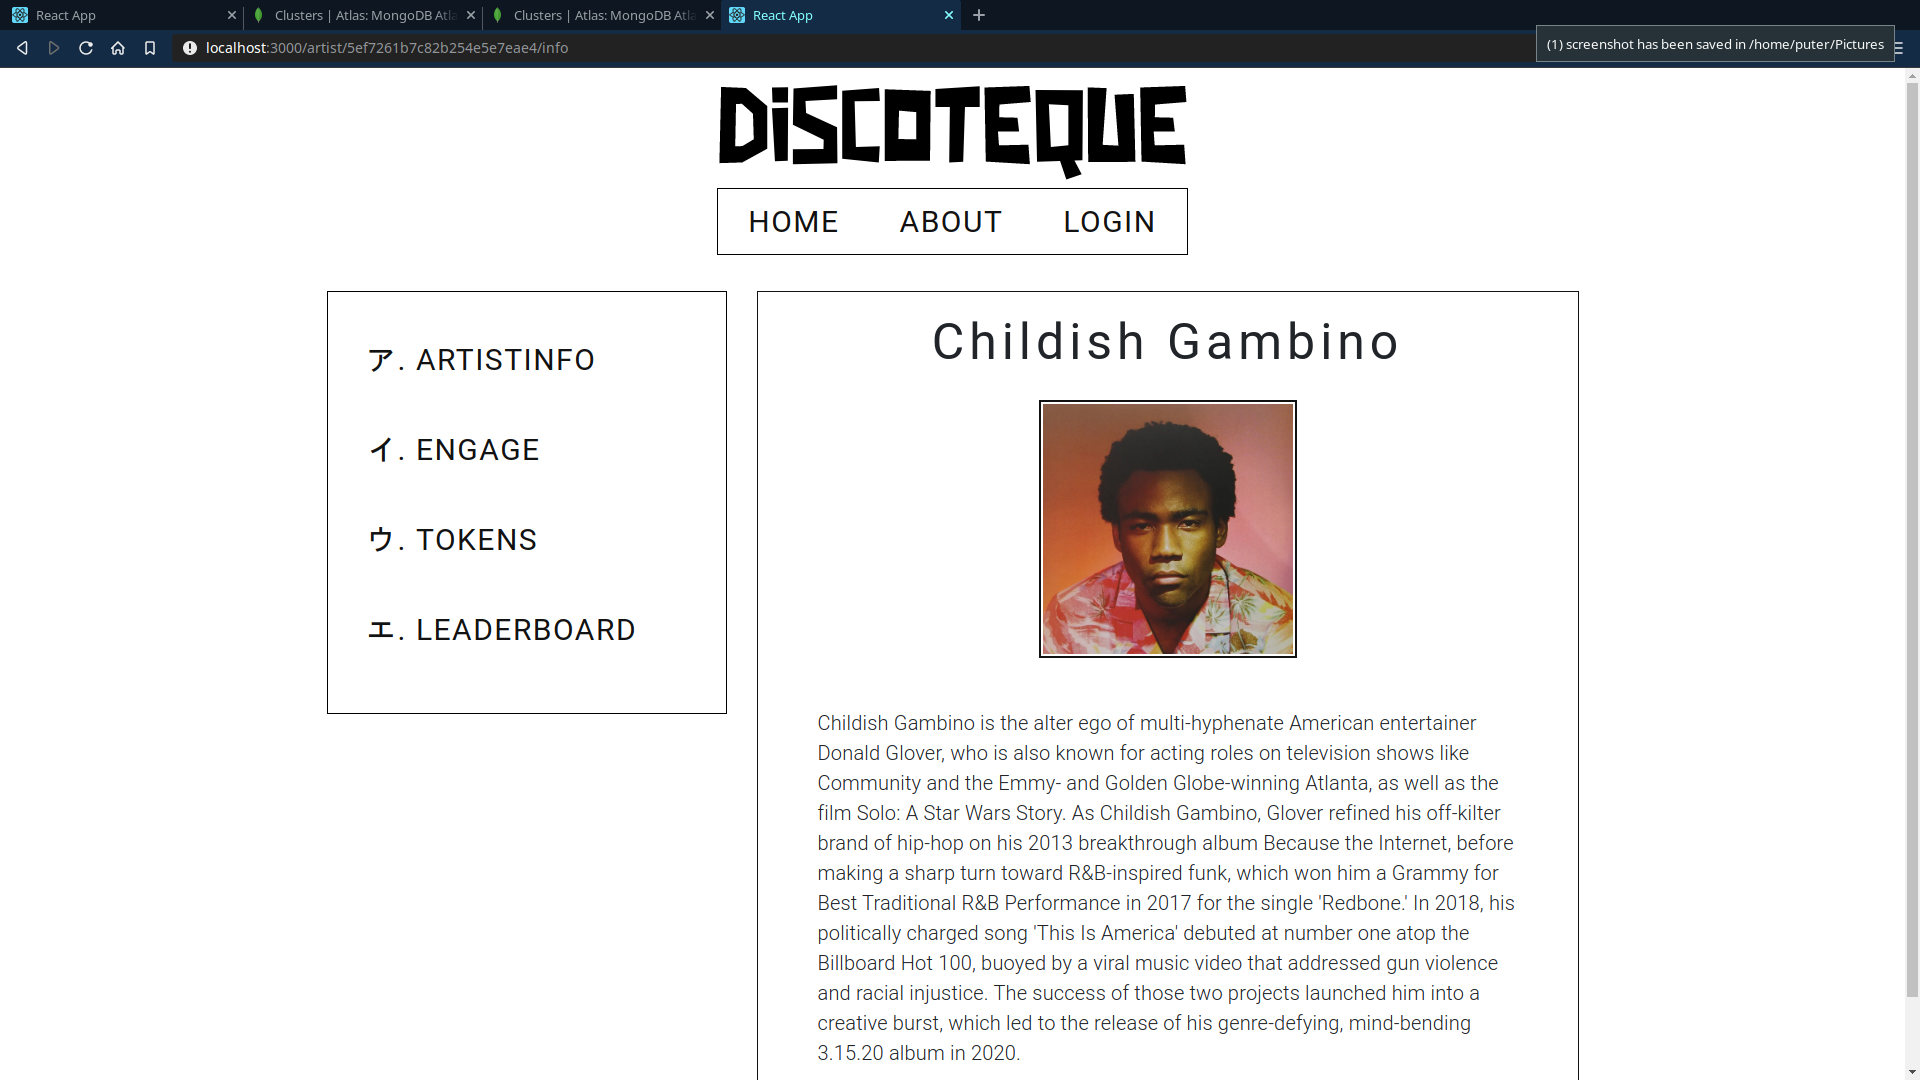 React App
Clusters | Atlas: MongoDB Atla
Clusters | Atlas: MongoDB Atla
React App
localhost:3000/artist/5ef7261b7c82b254e5e7eae4/info
(1) screenshot has been saved in /home/puter/Pictures
DiSCOTEQUE
HOME ABOUT LOGIN
ア. ARTISTINFO
イ. ENGAGE
ウ. TOKENS
エ. LEADERBOARD
Childish Gambino
Childish Gambino is the alter ego of multi-hyphenate American entertainer
Donald Glover, who is also known for acting roles on television shows like
Community and the Emmy- and Golden Globe-winning Atlanta, as well as the
film Solo: A Star Wars Story. As Childish Gambino, Glover refined his off-kilter
brand of hip-hop on his 2013 breakthrough album Because the Internet, before
making a sharp turn toward R&B-inspired funk, which won him a Grammy for
Best Traditional R&B Performance in 2017 for the single 'Redbone.' In 2018, his
politically charged song 'This Is America' debuted at number one atop the
Billboard Hot 100, buoyed by a viral music video that addressed gun violence
and racial injustice. The success of those two projects launched him into a
creative burst, which led to the release of his genre-defying, mind-bending
3.15.20 album in 2020.